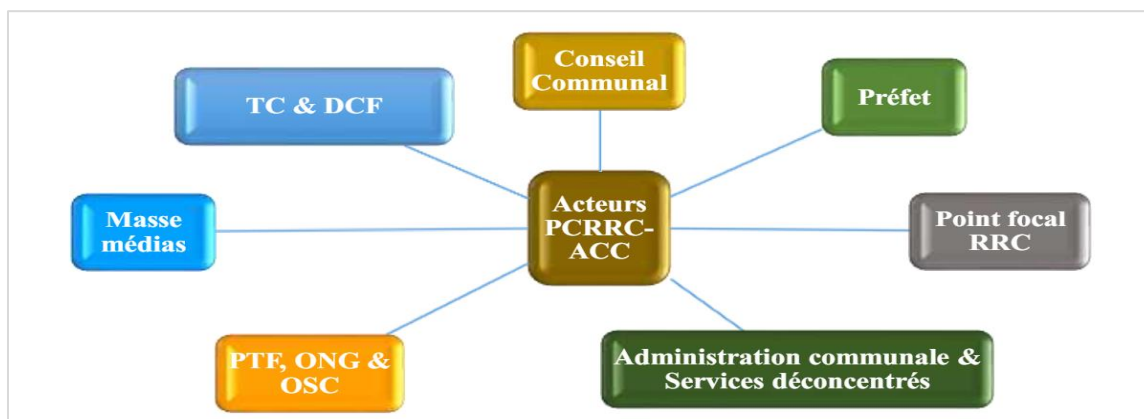 Conseil
Communal
TC & DCF
Préfet
Acteurs
PCRRC-
ACC
Masse
médias
Point focal
RRC
PTF, ONG &
OSC
Administration communale &
Services déconcentrés